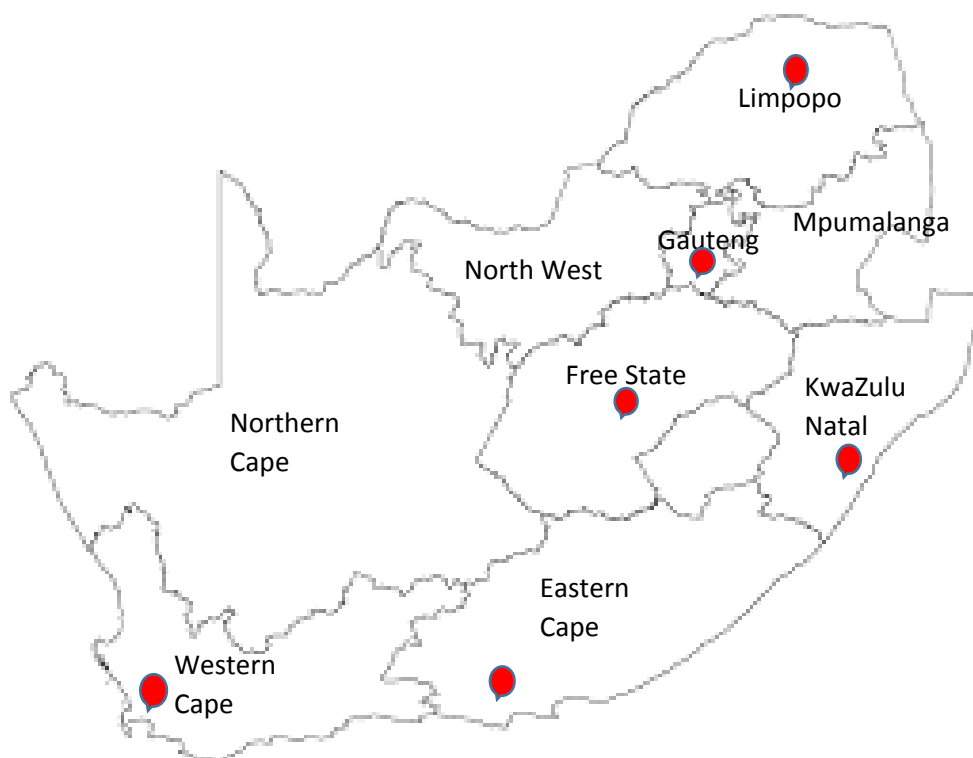 Limpopo
Mpumalanga
Gauteng
North West
Free State
KwaZulu
Natal
Northern
Cape
Eastern
Cape
Western
Cape